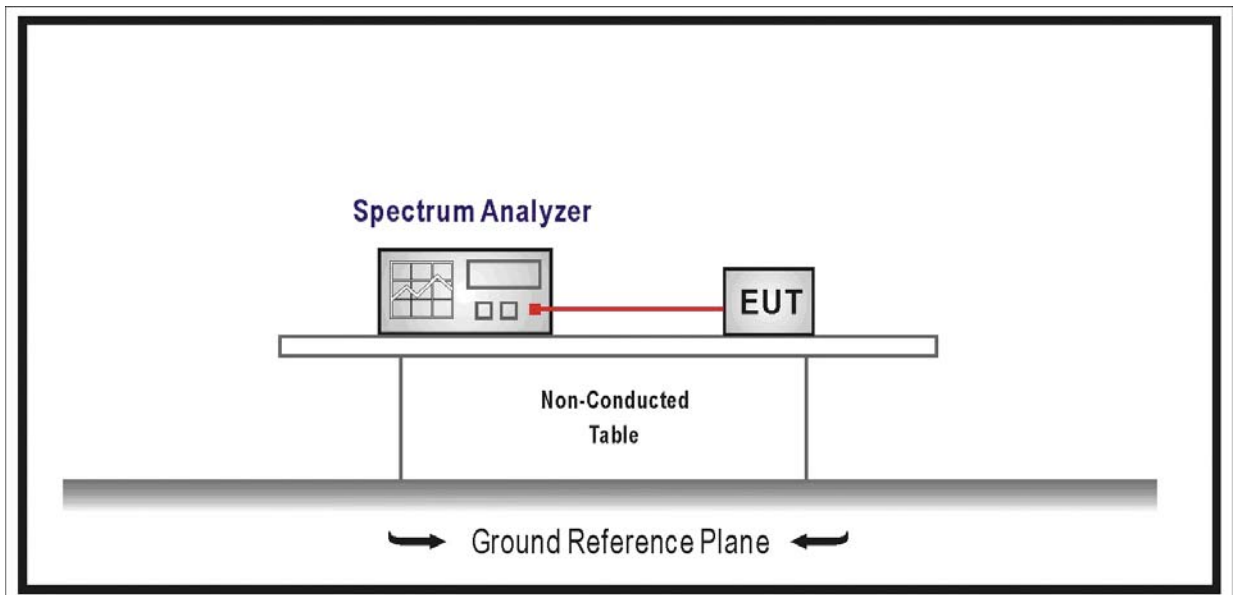 Spectrum Analyzer
EUT
Non-Conducted
Table
Ground Reference Plane